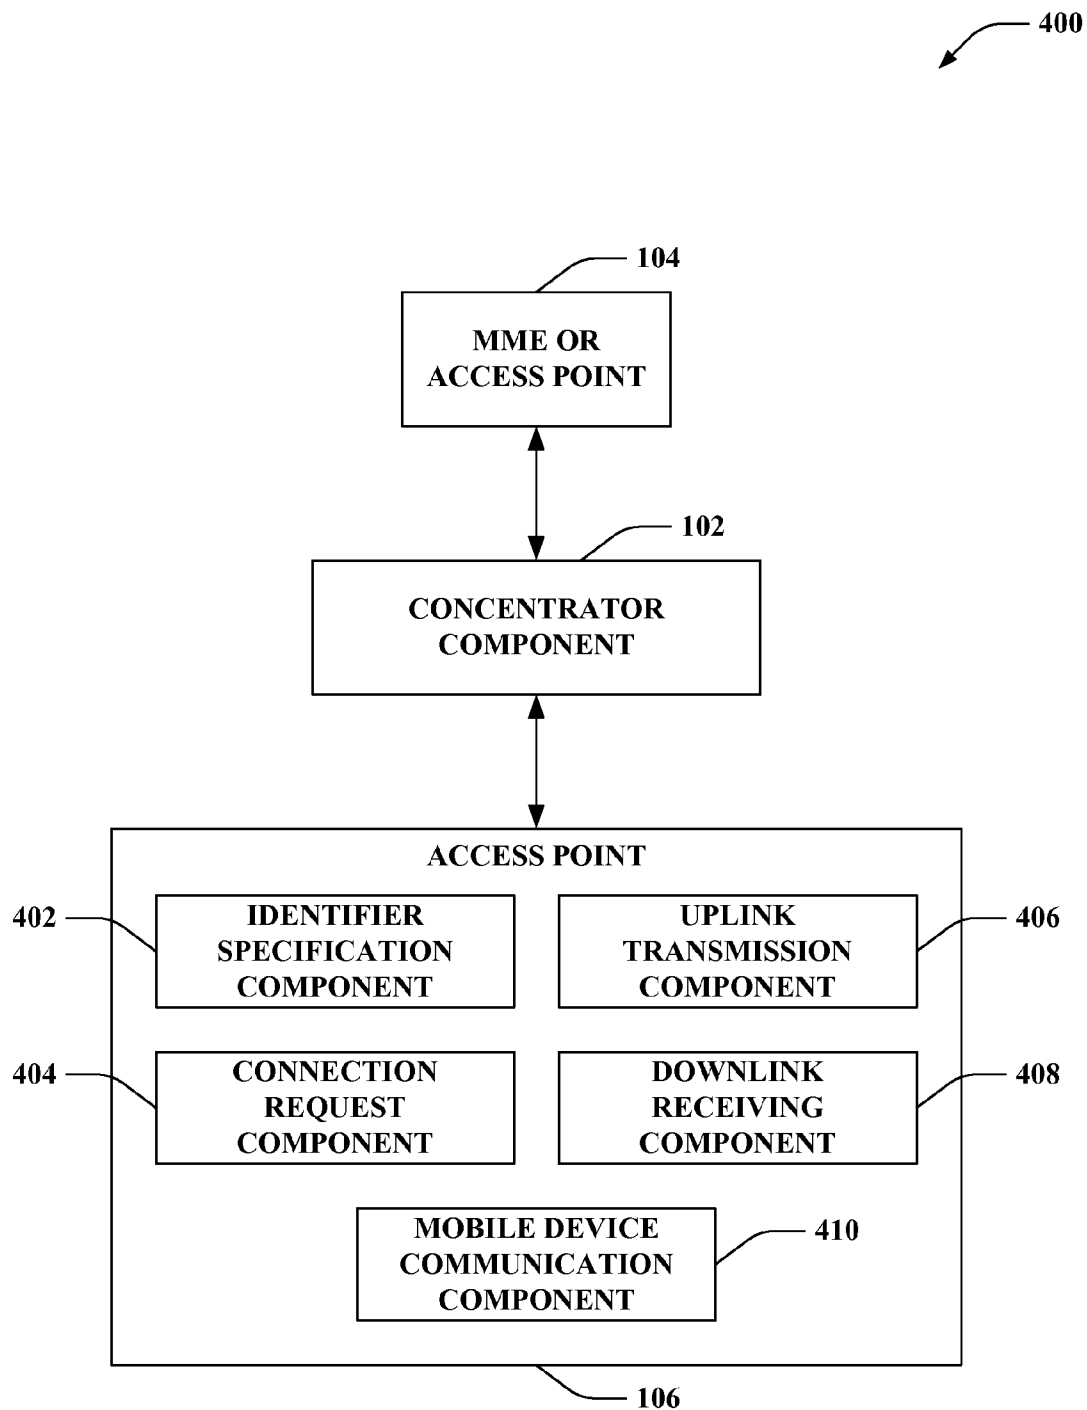 400
104
MME OR
ACCESS POINT
102
CONCENTRATOR
COMPONENT
ACCESS POINT
402
IDENTIFIER
SPECIFICATION
COMPONENT
UPLINK
TRANSMISSION
COMPONENT
406
404
CONNECTION
REQUEST
COMPONENT
DOWNLINK
RECEIVING
COMPONENT
408
MOBILE DEVICE
COMMUNICATION
COMPONENT
410
106